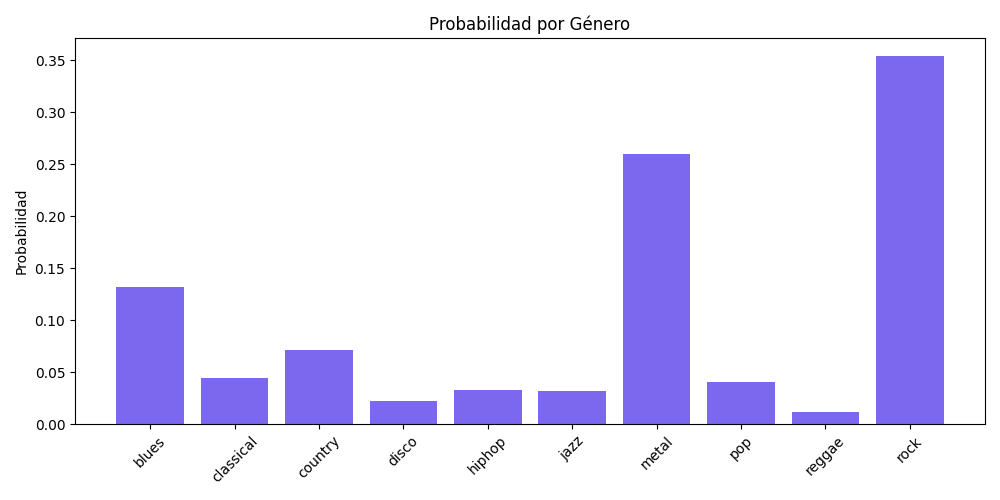 Probabilidad por Género
Probabilidad
0.35
0.30
0.25
0.20
0.15
0.10
0.05
0.00
blues
classical
country
disco
hiphop
jazz
metal
pop
reggae
rock